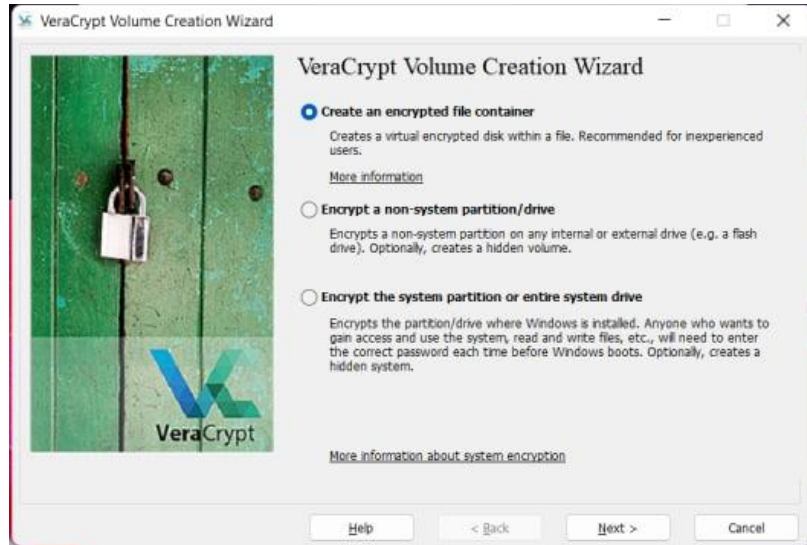 VeraCrypt Volume Creation Wizard
VeraCrypt Volume Creation Wizard
Create an encrypted file container
Creates a virtual encrypted disk within a file. Recommended for inexperienced
users.
More information
Encrypt a non-system partition/drive
Encrypts a non-system partition on any internal or external drive (e.g. a flash
drive). Optionally, creates a hidden volume.
Encrypt the system partition or entire system drive
Encrypts the partition/drive where Windows is installed. Anyone who wants to
gain access and use the system, read and write files, etc., will need to enter
the correct password each time before Windows boots. Optionally, creates a
hidden system.
VeraCrypt
More information about system encryption
Help
< Back
Next >
Cancel